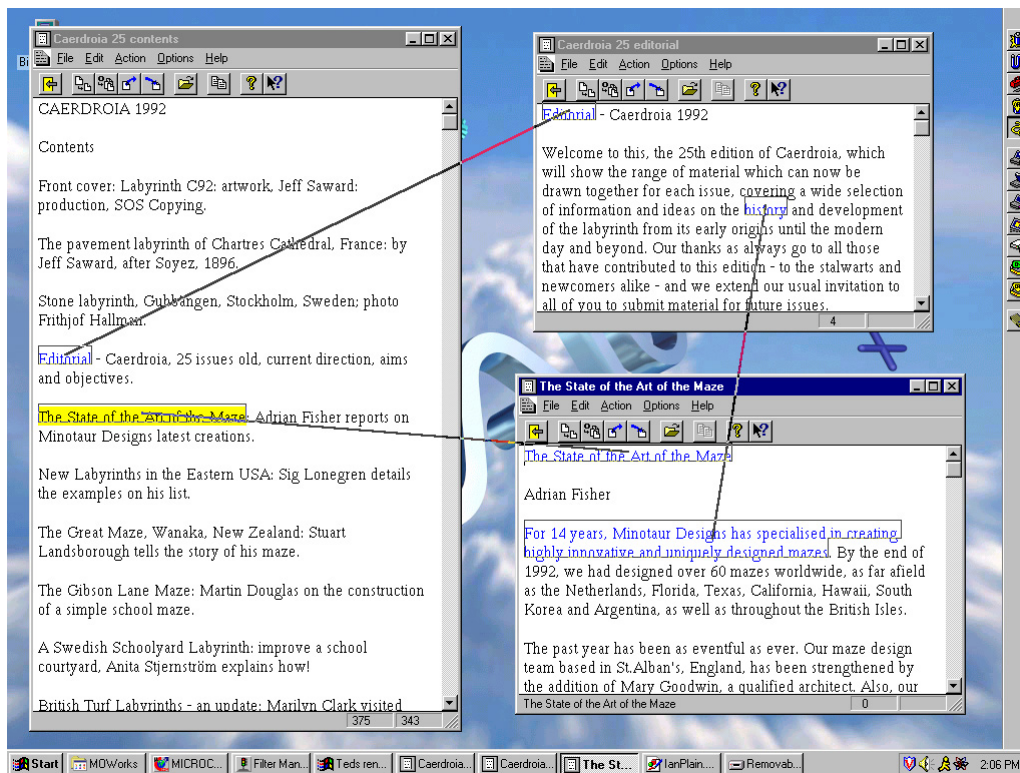 Bi
Caerdroia 25 contents
File Edit Action Options Help
CAERDROIA 1992
Contents
Front cover: Labyrinth C92: artwork, Jeff Saward:
production, SOS Copying.
The pavement labyrinth of Chartres Cathedral, France: by
Jeff Saward, after Soyez, 1896.
Stone labyrinth, Gubbangen, Stockholm, Sweden; photo
Frithjof Hallman.
Editorial - Caerdroia, 25 issues old, current direction, aims
and objectives.
The State of the Art of the Maze: Adrian Fisher reports on
Minotaur Designs latest creations.
New Labyrinths in the Eastern USA: Sig Lonegren details
the examples on his list.
The Great Maze, Wanaka, New Zealand: Stuart
Landsborough tells the story of his maze.
The Gibson Lane Maze: Martin Douglas on the construction
of a simple school maze.
A Swedish Schoolyard Labyrinth: improve a school
courtyard, Anita Stjernström explains how!
British Turf Labyrinths - an update: Marilyn Clark visited
375 343
Caerdroia 25 editorial
File Edit Action Options Help
Editorial - Caerdroia 1992
Welcome to this, the 25th edition of Caerdroia, which
will show the range of material which can now be
drawn together for each issue, covering a wide selection
of information and ideas on the history and development
of the labyrinth from its early origins until the modern
day and beyond. Our thanks as always go to all those
that have contributed to this edition - to the stalwarts and
newcomers alike - and we extend our usual invitation to
all of you to submit material for future issues.
4
The State of the Art of the Maze
File Edit Action Options Help
The State of the Art of the Maze
Adrian Fisher
For 14 years, Minotaur Designs has specialised in creating
highly innovative and uniquely designed mazes. By the end of
1992, we had designed over 60 mazes worldwide, as far afield
as the Netherlands, Florida, Texas, California, Hawaii, South
Korea and Argentina, as well as throughout the British Isles.
The past year has been as eventful as ever. Our maze design
team based in St.Alban's, England, has been strengthened by
the addition of Mary Goodwin, a qualified architect. Also, our
The State of the Art of the Maze 0
Start MOWorks MICROC... Filter Man... Teds ren... Caerdroia... Caerdroia... The St... IanPlain... Removab... 2:06 PM